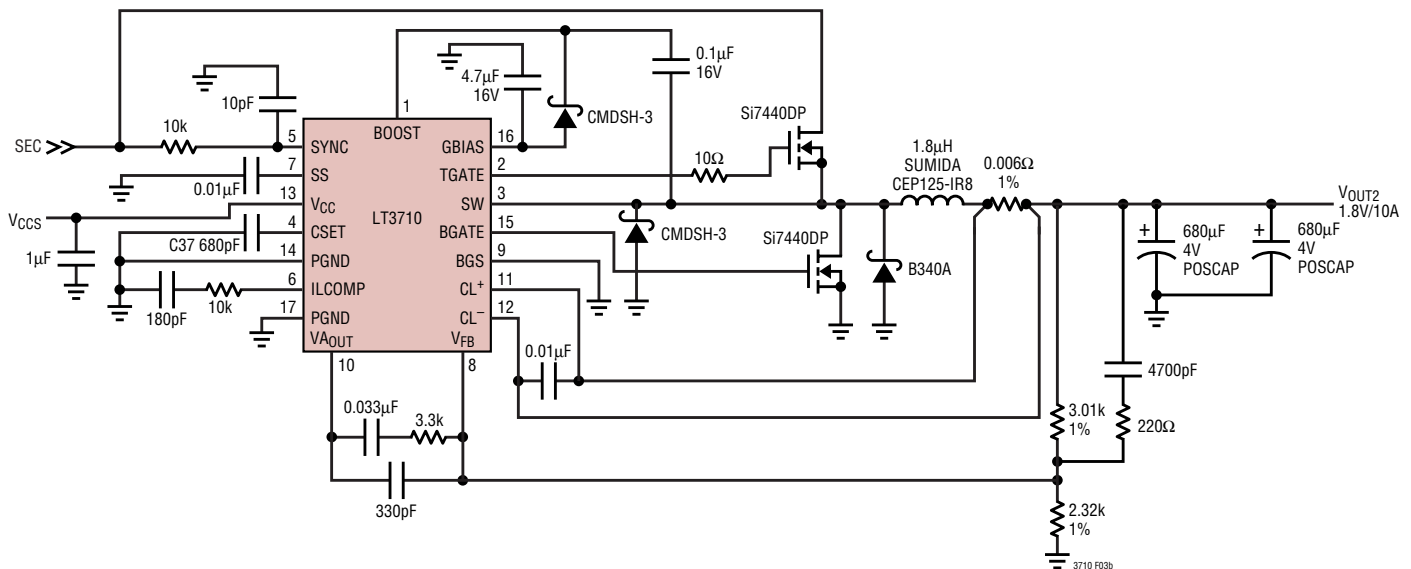 0.1µF
16V
4.7µF
16V
10pF
CMDSH-3
Si7440DP
1
BOOST
SEC
10k
5
SYNC
GBIAS
16
7
SS
TGATE
2
10Ω
0.01µF
13
VCC
SW
3
1.8µH
SUMIDA
CEP125-IR8
0.006Ω
1%
VOUT2
1.8V/10A
VCCS
LT3710
4
CSET
BGATE
15
C37 680pF
CMDSH-3
Si7440DP
B340A
+
680µF
4V
POSCAP
+
680µF
4V
POSCAP
1µF
14
PGND
BGS
9
6
ILCOMP
CL+
11
180pF
10k
17
PGND
CL–
12
VAOUT
VFB
10
8
0.01µF
4700pF
0.033µF
3.3k
3.01k
1%
220Ω
330pF
2.32k
1%
3710 F03b